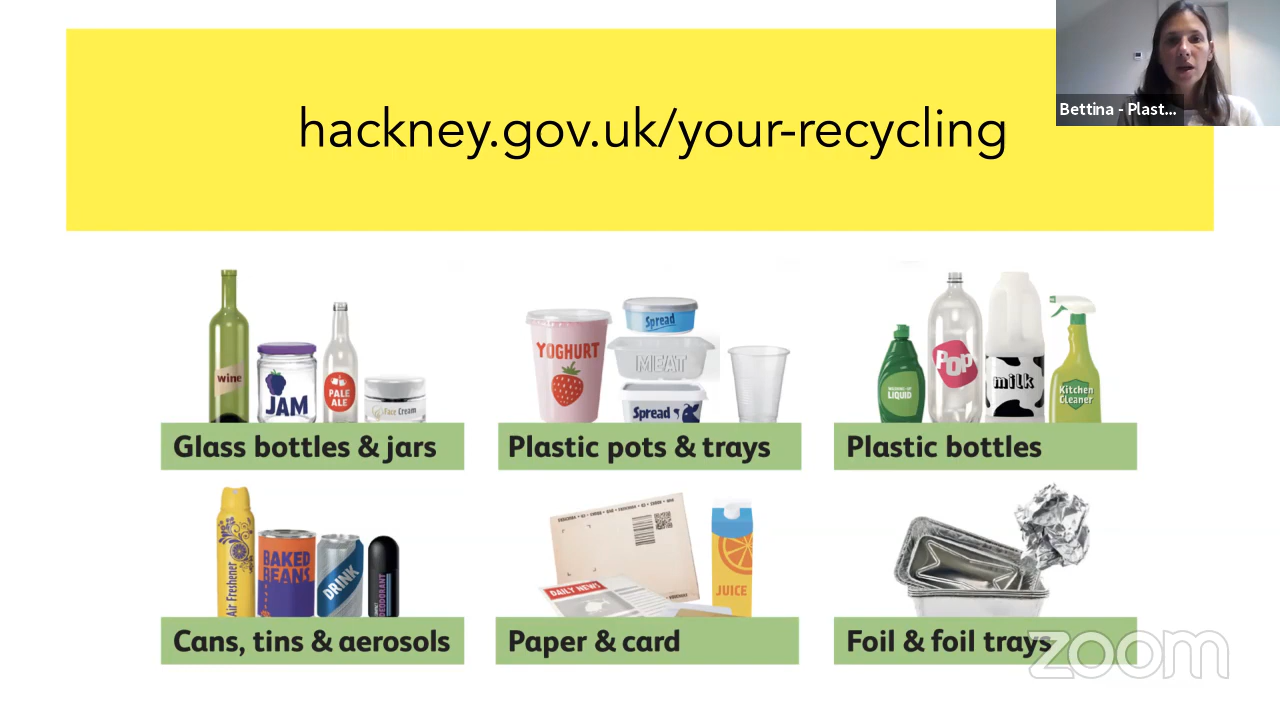 hackney.gov.uk/your-recycling
Bettina - Plast...
wine
JAM
PALE
ALE
Face Cream
Glass bottles & jars
YOGHURT
Spread
MEAT
Spread
Plastic pots & trays
WASHING-UP
LIQUID
Pop
milk
Kitchen
Cleaner
Plastic bottles
Air Freshener
BAKED
BEANS
DRINK
DEODORANT
Cans, tins & aerosols
DAILY NEWS
JUICE
Paper & card
Foil & foil trays
zoom